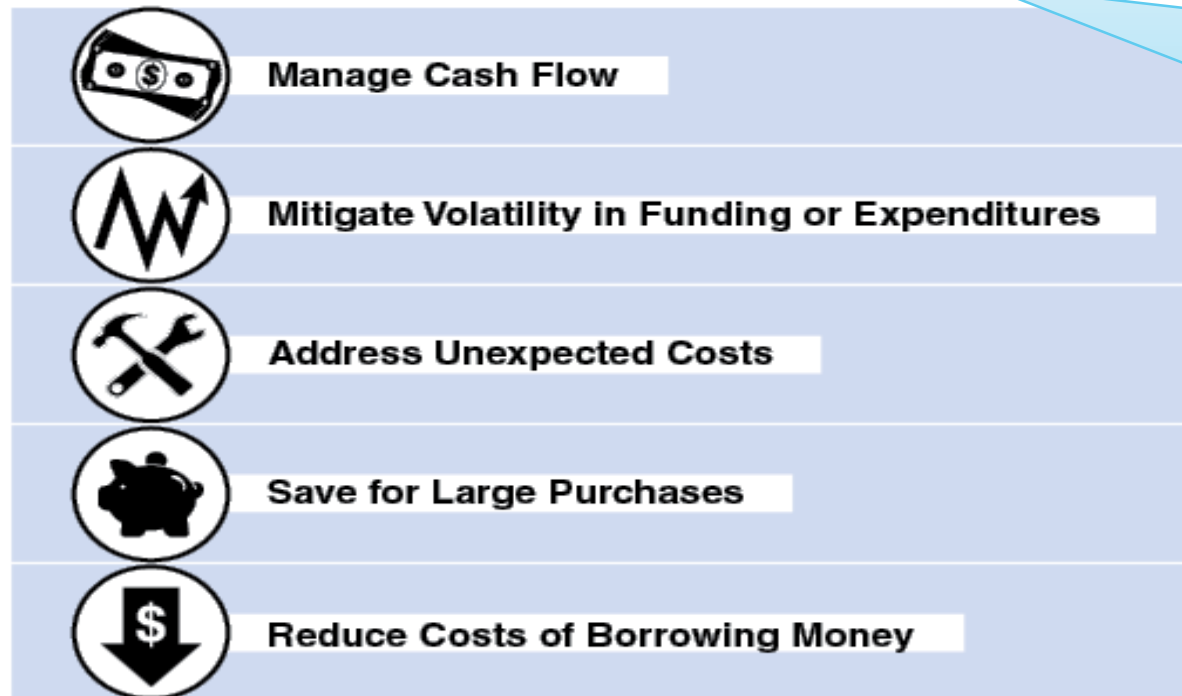 Manage Cash Flow
Mitigate Volatility in Funding or Expenditures
Address Unexpected Costs
Save for Large Purchases
$
Reduce Costs of Borrowing Money